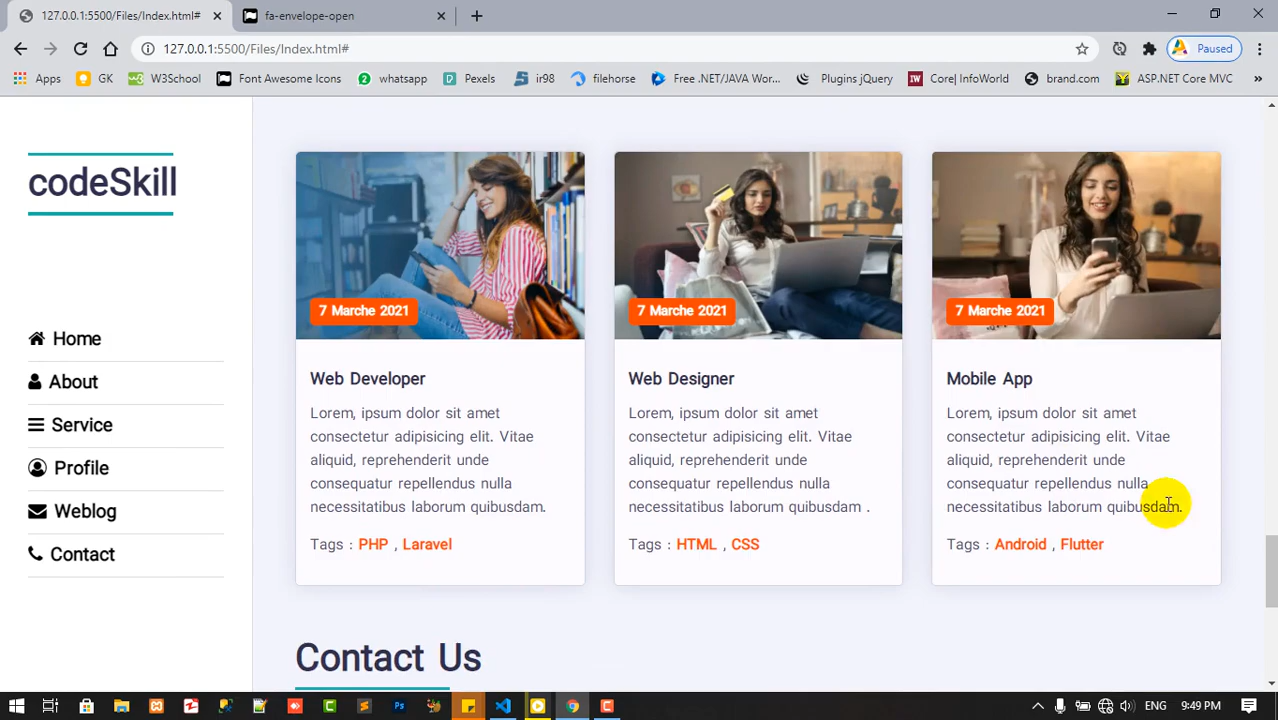 127.0.0.1:5500/Files/Index.html#
fa-envelope-open
127.0.0.1:5500/Files/Index.html#
Paused
Apps
GK
W3School
Font Awesome Icons
whatsapp
Pexels
ir98
filehorse
Free .NET/JAVA Wor...
Plugins jQuery
Core| InfoWorld
brand.com
ASP.NET Core MVC
»
codeSkill
Home
About
Service
Profile
Weblog
Contact
7 Marche 2021
Web Developer
Lorem, ipsum dolor sit amet
consectetur adipisicing elit. Vitae
aliquid, reprehenderit unde
consequatur repellendus nulla
necessitatibus laborum quibusdam.
Tags : PHP , Laravel
7 Marche 2021
Web Designer
Lorem, ipsum dolor sit amet
consectetur adipisicing elit. Vitae
aliquid, reprehenderit unde
consequatur repellendus nulla
necessitatibus laborum quibusdam .
Tags : HTML , CSS
7 Marche 2021
Mobile App
Lorem, ipsum dolor sit amet
consectetur adipisicing elit. Vitae
aliquid, reprehenderit unde
consequatur repellendus nulla
necessitatibus laborum quibusdam.
Tags : Android , Flutter
Contact Us
ENG
9:49 PM